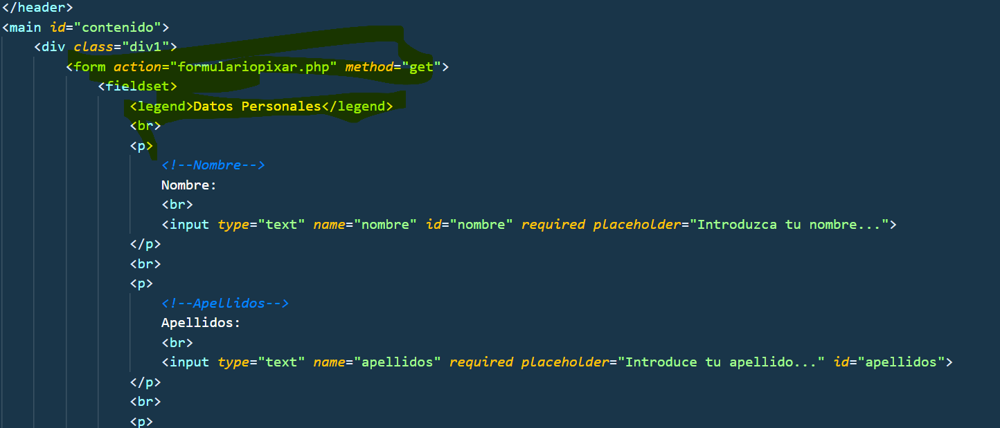 </header>
<main id="contenido">
<div class="div1">
<form action="formulariopixar.php" method="get">
<fieldset>
<legend>Datos Personales</legend>
<br>
<p>
<!--Nombre-->
Nombre:
<br>
<input type="text" name="nombre" id="nombre" required placeholder="Introduzca tu nombre...">
</p>
<br>
<p>
<!--Apellidos-->
Apellidos:
<br>
<input type="text" name="apellidos" required placeholder="Introduce tu apellido..." id="apellidos">
</p>
<br>
<p>